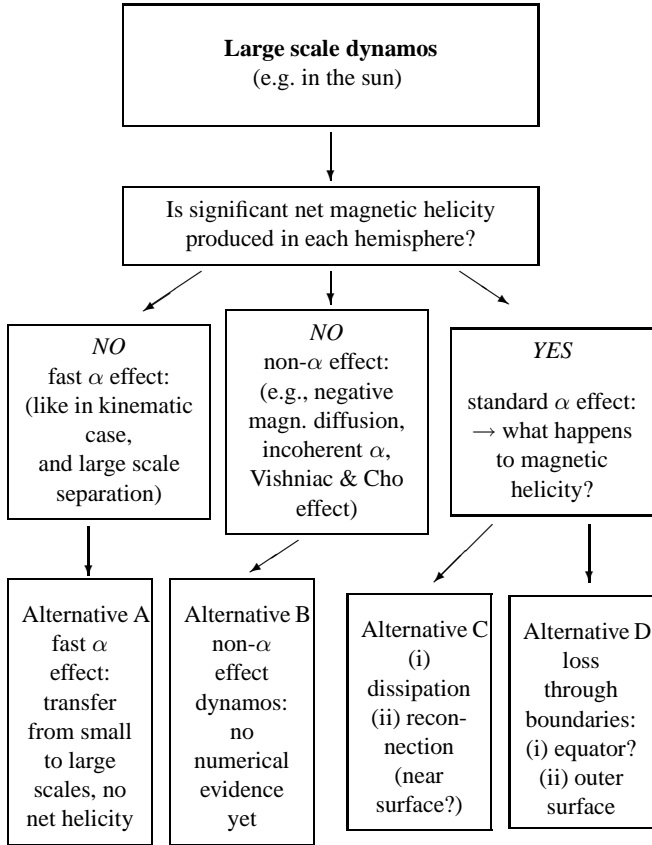 Large scale dynamos
(e.g. in the sun)
Is significant net magnetic helicity
produced in each hemisphere?
NO
fast α effect:
(like in kinematic
case,
and large scale
separation)
NO
non-α effect:
(e.g., negative
magn. diffusion,
incoherent α,
Vishniac & Cho
effect)
YES
standard α effect:
→ what happens
to magnetic
helicity?
Alternative A
fast α
effect:
transfer
from small
to large
scales, no
net helicity
Alternative B
non-α
effect
dynamos:
no
numerical
evidence
yet
Alternative C
(i)
dissipation
(ii) recon-
nection
(near
surface?)
Alternative D
loss
through
boundaries:
(i) equator?
(ii) outer
surface